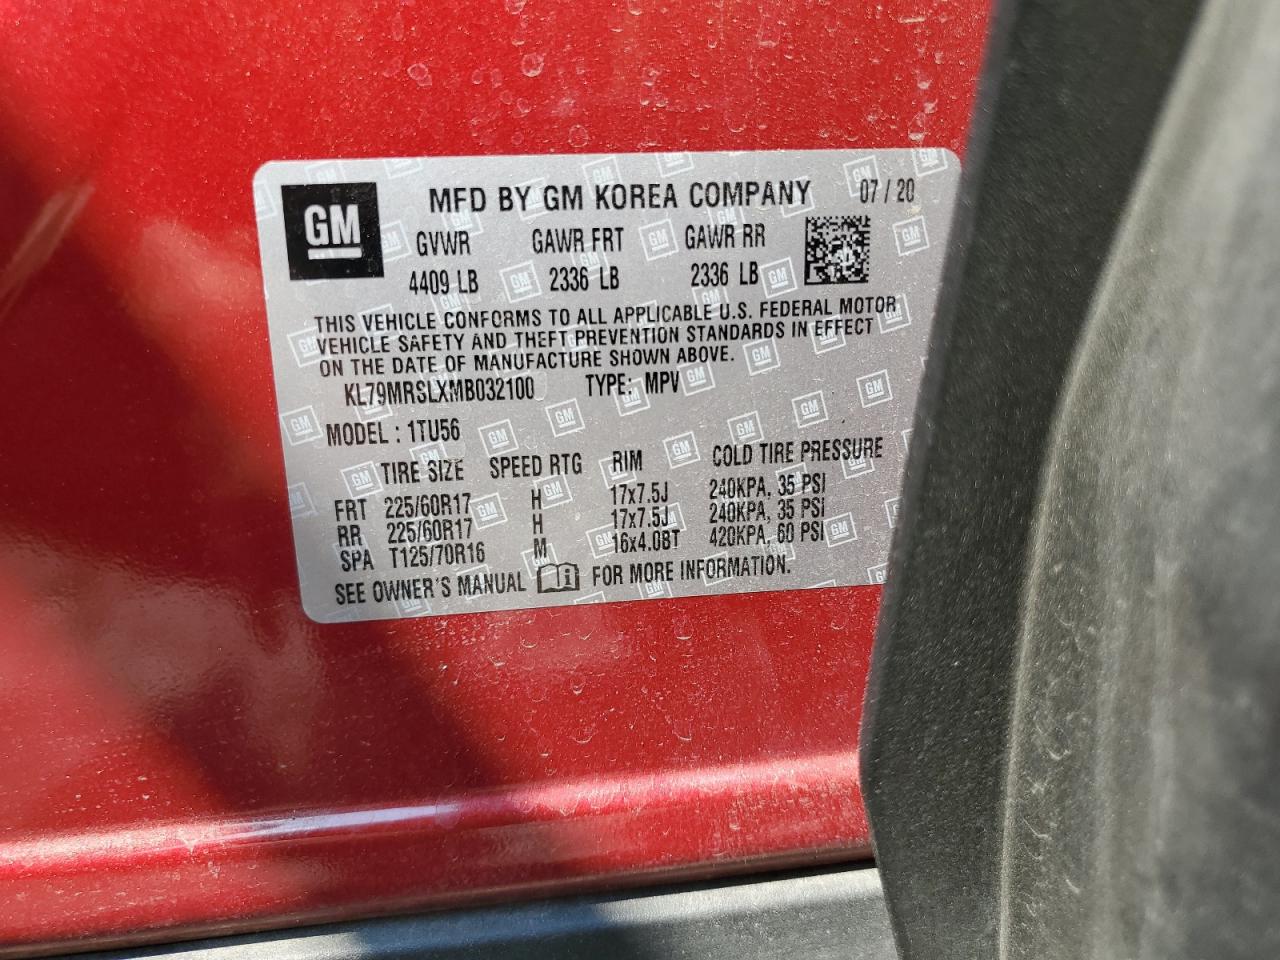 GM
MFD BY GM KOREA COMPANY 07 / 20
GVWR GAWR FRT GAWR RR
4409 LB 2336 LB 2336 LB
THIS VEHICLE CONFORMS TO ALL APPLICABLE U.S. FEDERAL MOTOR
VEHICLE SAFETY AND THEFT PREVENTION STANDARDS IN EFFECT
ON THE DATE OF MANUFACTURE SHOWN ABOVE.
KL79MRSLXMB032100 TYPE: MPV
MODEL : 1TU56
TIRE SIZE SPEED RTG RIM COLD TIRE PRESSURE
FRT 225/60R17 H 17x7.5J 240KPA, 35 PSI
RR 225/60R17 H 17x7.5J 240KPA, 35 PSI
SPA T125/70R16 M 16x4.0BT 420KPA, 60 PSI
SEE OWNER'S MANUAL FOR MORE INFORMATION.